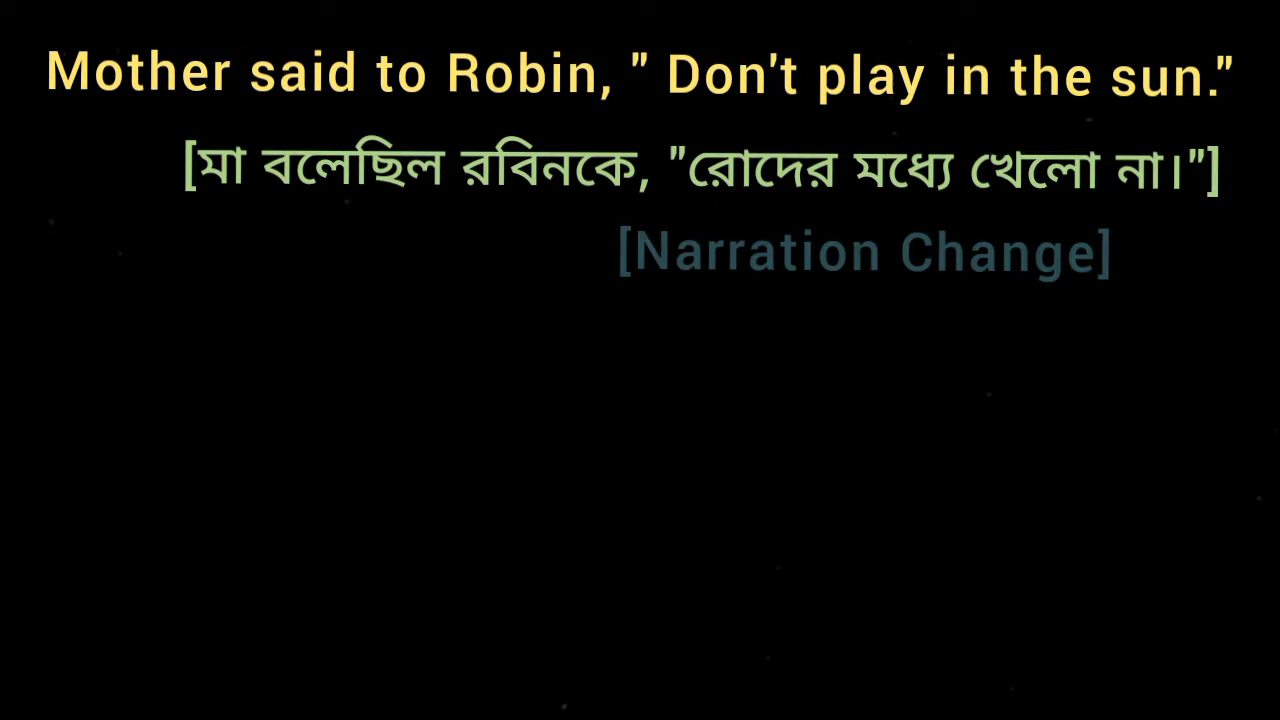 Mother said to Robin, " Don't play in the sun."
[মা বলেছিল রবিনকে, "রোদের মধ্যে খেলো না।"]
[Narration Change]